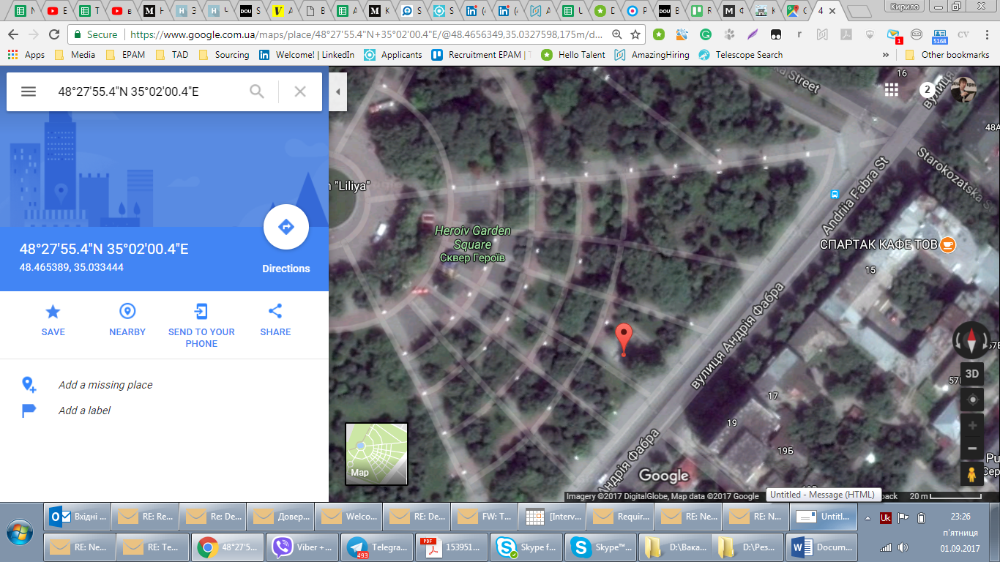 Кирило
Secure
https://www.google.com.ua/maps/place/48°27'55.4"N+35°02'00.4"E/@48.4656349,35.0327598,175m/d...
1
5168
CV
Apps
Media
EPAM
TAD
Sourcing
Welcome! | LinkedIn
Applicants
Recruitment EPAM | T
Hello Talent
AmazingHiring
Telescope Search
»
Other bookmarks
48°27'55.4"N 35°02'00.4"E
48°27'55.4"N 35°02'00.4"E
48.465389, 35.033444
Directions
SAVE
NEARBY
SEND TO YOUR
PHONE
SHARE
Add a missing place
Add a label
Map
16
2
ka Street
вулиця
48А
Starokozatska S
Andriia Fabra St
"Liliya"
Heroiv Garden
Square
Сквер Героїв
СПАРТАК КАФЕ ТОВ
15
вулиця Андрія Фабра
57Б
57
3D
17
19
19Б
Андрія Фабра
Google
Imagery ©2017 DigitalGlobe, Map data ©2017 Google
Untitled - Message (HTML)
back
20 m
Вхідні ...
RE: Re...
Re: De...
Довер...
Welco...
RE: De...
FW: T...
[Interv...
Requir...
RE: Ne...
RE: N...
Untitl...
Uk
23:26
п'ятниця
01.09.2017
RE: Ne...
RE: Te...
48°27'5...
Viber +...
493
Telegra...
PDF
153951...
Skype f...
Skype™...
D:\Вака...
D:\Рез...
Docum...